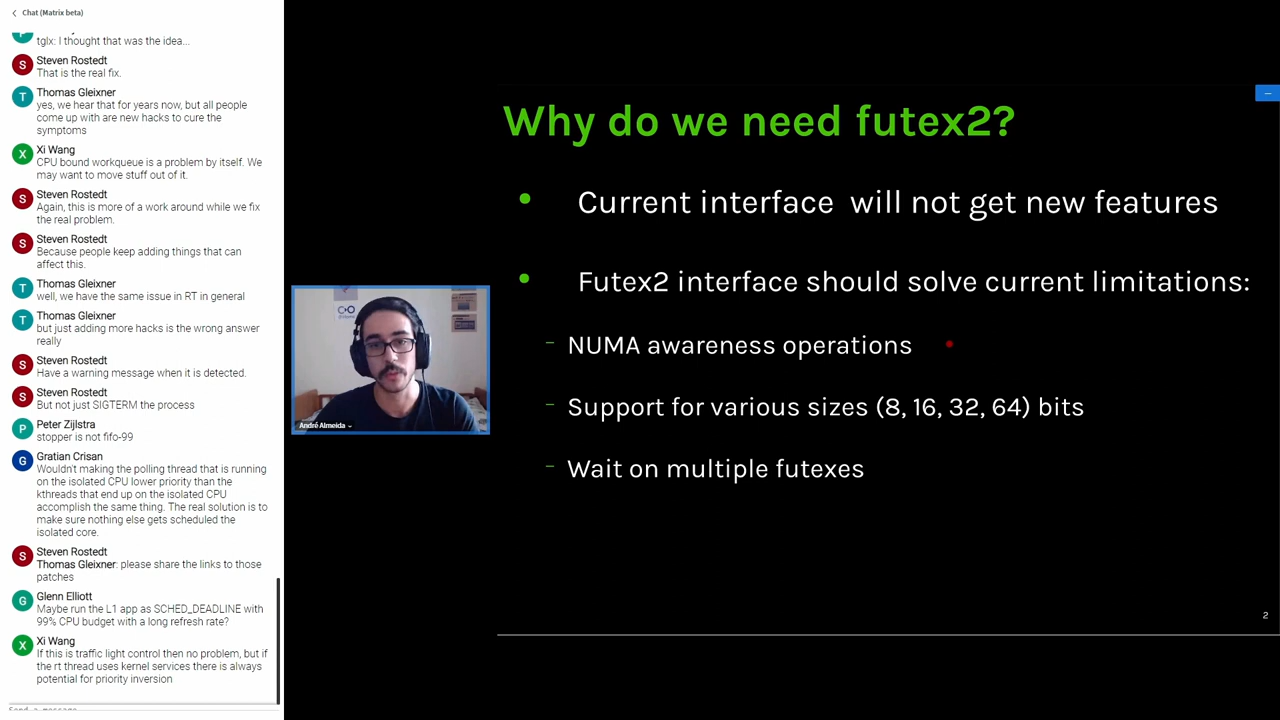 Chat (Matrix beta)
tglx: I thought that was the idea...
Steven Rostedt
That is the real fix.
Thomas Gleixner
yes, we hear that for years now, but all people
come up with are new hacks to cure the
symptoms
Xi Wang
CPU bound workqueue is a problem by itself. We
may want to move stuff out of it.
Steven Rostedt
Again, this is more of a work around while we fix
the real problem.
Steven Rostedt
Because people keep adding things that can
affect this.
Thomas Gleixner
well, we have the same issue in RT in general
Thomas Gleixner
but just adding more hacks is the wrong answer
really
Steven Rostedt
Have a warning message when it is detected.
Steven Rostedt
But not just SIGTERM the process
Peter Zijlstra
stopper is not fifo-99
Gratian Crisan
Wouldn't making the polling thread that is running
on the isolated CPU lower priority than the
kthreads that end up on the isolated CPU
accomplish the same thing. The real solution is to
make sure nothing else gets scheduled the
isolated core.
Steven Rostedt
Thomas Gleixner: please share the links to those
patches
Glenn Elliott
Maybe run the L1 app as SCHED_DEADLINE with
99% CPU budget with a long refresh rate?
Xi Wang
If this is traffic light control then no problem, but if
the rt thread uses kernel services there is always
potential for priority inversion
André Almeida
Why do we need futex2?
Current interface will not get new features
Futex2 interface should solve current limitations:
– NUMA awareness operations
– Support for various sizes (8, 16, 32, 64) bits
– Wait on multiple futexes
2